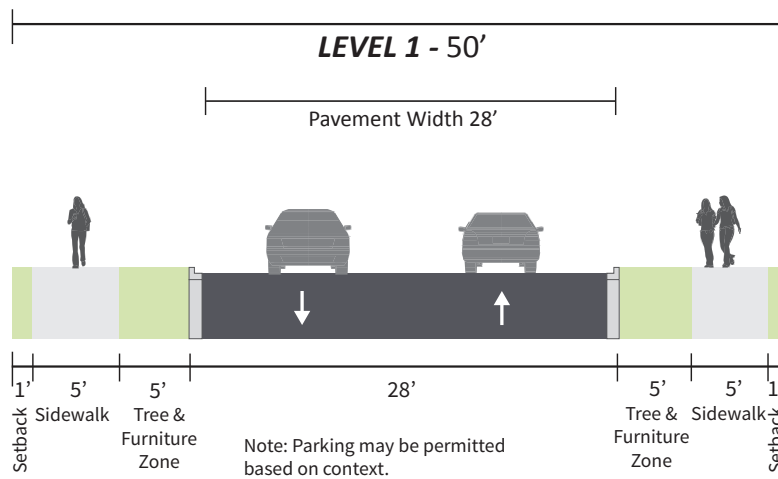 LEVEL 1 - 50’
Pavement Width 28’
1’ 5’ 5’ 28’ 5’ 5’ 1
Setback Sidewalk Tree & Furniture Zone Tree & Furniture Zone Sidewalk Setback
Note: Parking may be permitted
based on context.